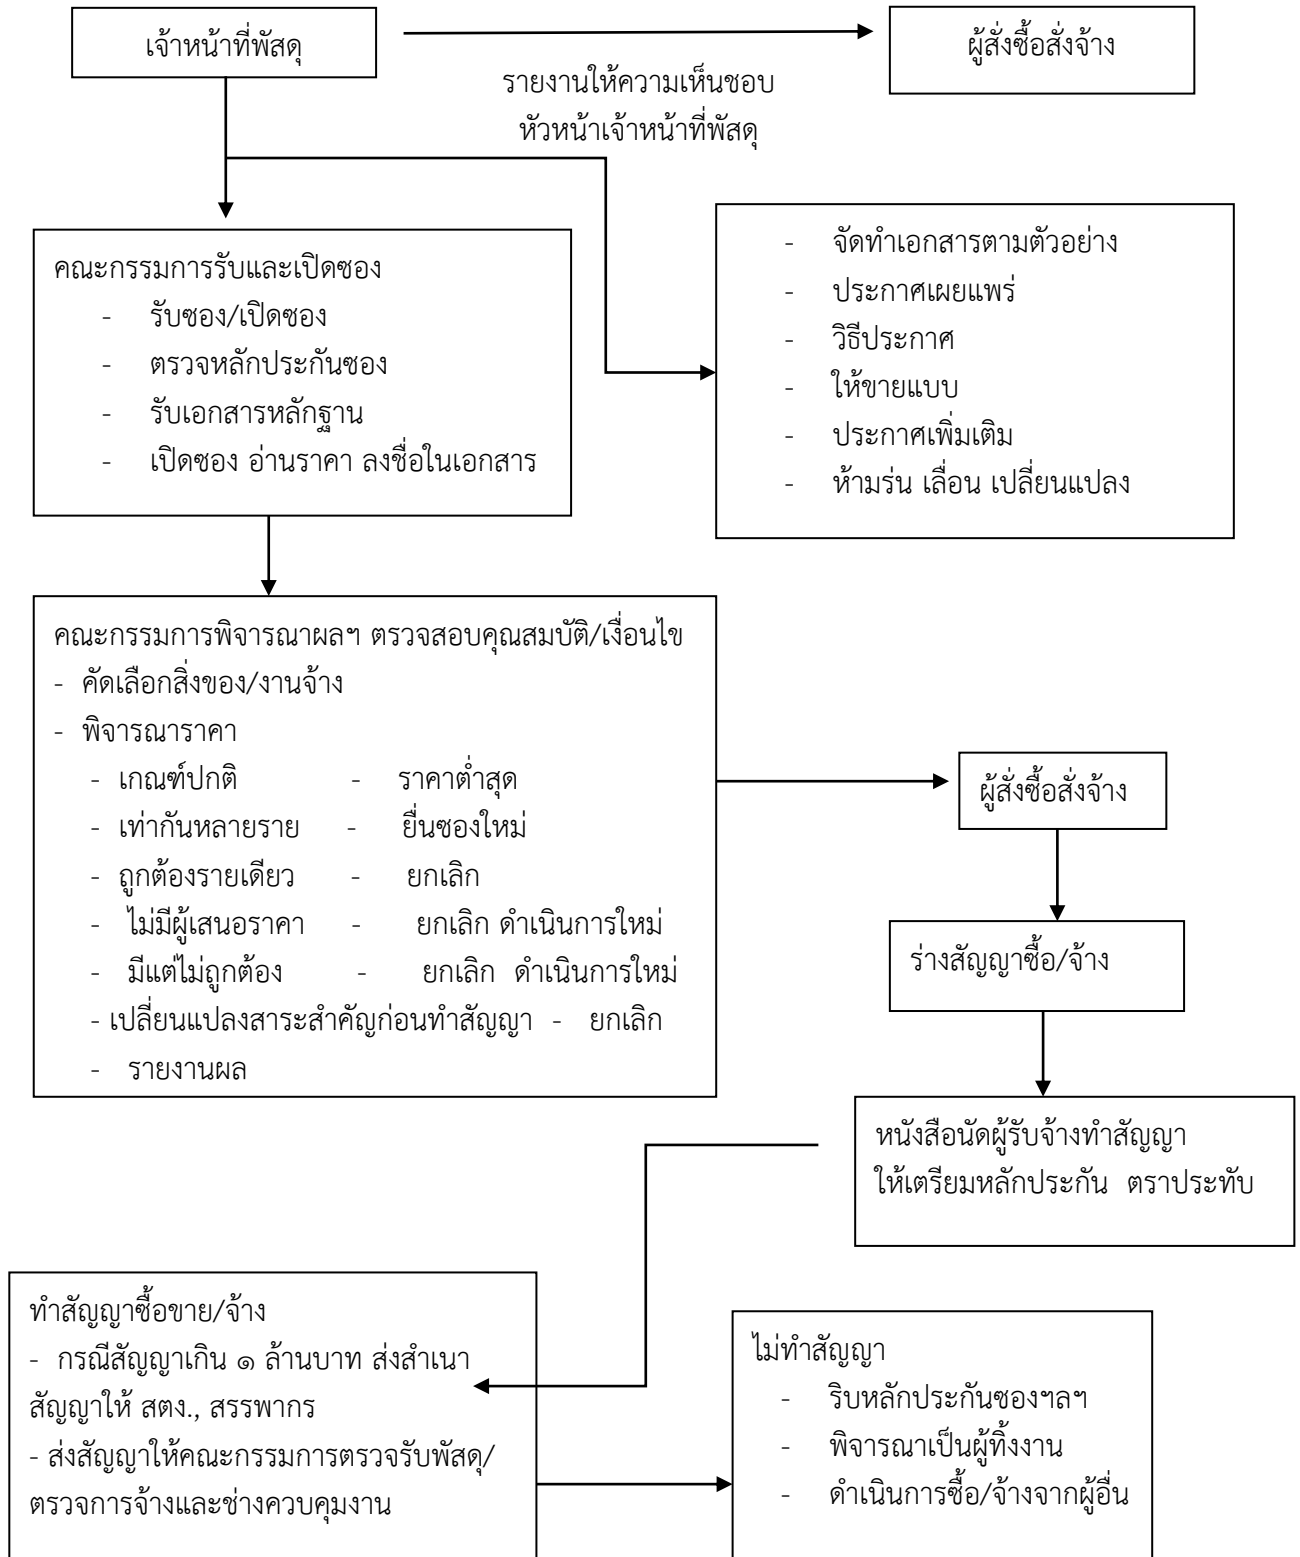 เจ้าหน้าที่พัสดุ
ผู้สั่งซื้อสั่งจ้าง
รายงานให้ความเห็นชอบ
หัวหน้าเจ้าหน้าที่พัสดุ
คณะกรรมการรับและเปิดซอง
- รับซอง/เปิดซอง
- ตรวจหลักประกันซอง
- รับเอกสารหลักฐาน
- เปิดซอง อ่านราคา ลงชื่อในเอกสาร
- จัดทำเอกสารตามตัวอย่าง
- ประกาศเผยแพร่
- วิธีประกาศ
- ให้ขายแบบ
- ประกาศเพิ่มเติม
- ห้ามร่น เลื่อน เปลี่ยนแปลง
คณะกรรมการพิจารณาผลฯ ตรวจสอบคุณสมบัติ/เงื่อนไข
- คัดเลือกสิ่งของ/งานจ้าง
- พิจารณาราคา
- เกณฑ์ปกติ - ราคาต่ำสุด
- เท่ากันหลายราย - ยื่นซองใหม่
- ถูกต้องรายเดียว - ยกเลิก
- ไม่มีผู้เสนอราคา - ยกเลิก ดำเนินการใหม่
- มีแต่ไม่ถูกต้อง - ยกเลิก ดำเนินการใหม่
- เปลี่ยนแปลงสาระสำคัญก่อนทำสัญญา - ยกเลิก
- รายงานผล
ผู้สั่งซื้อสั่งจ้าง
ร่างสัญญาซื้อ/จ้าง
หนังสือนัดผู้รับจ้างทำสัญญา
ให้เตรียมหลักประกัน ตราประทับ
ทำสัญญาซื้อขาย/จ้าง
- กรณีสัญญาเกิน ๑ ล้านบาท ส่งสำเนา
สัญญาให้ สตง., สรรพากร
- ส่งสัญญาให้คณะกรรมการตรวจรับพัสดุ/
ตรวจการจ้างและช่างควบคุมงาน
ไม่ทำสัญญา
- ริบหลักประกันซองฯลฯ
- พิจารณาเป็นผู้ทิ้งงาน
- ดำเนินการซื้อ/จ้างจากผู้อื่น